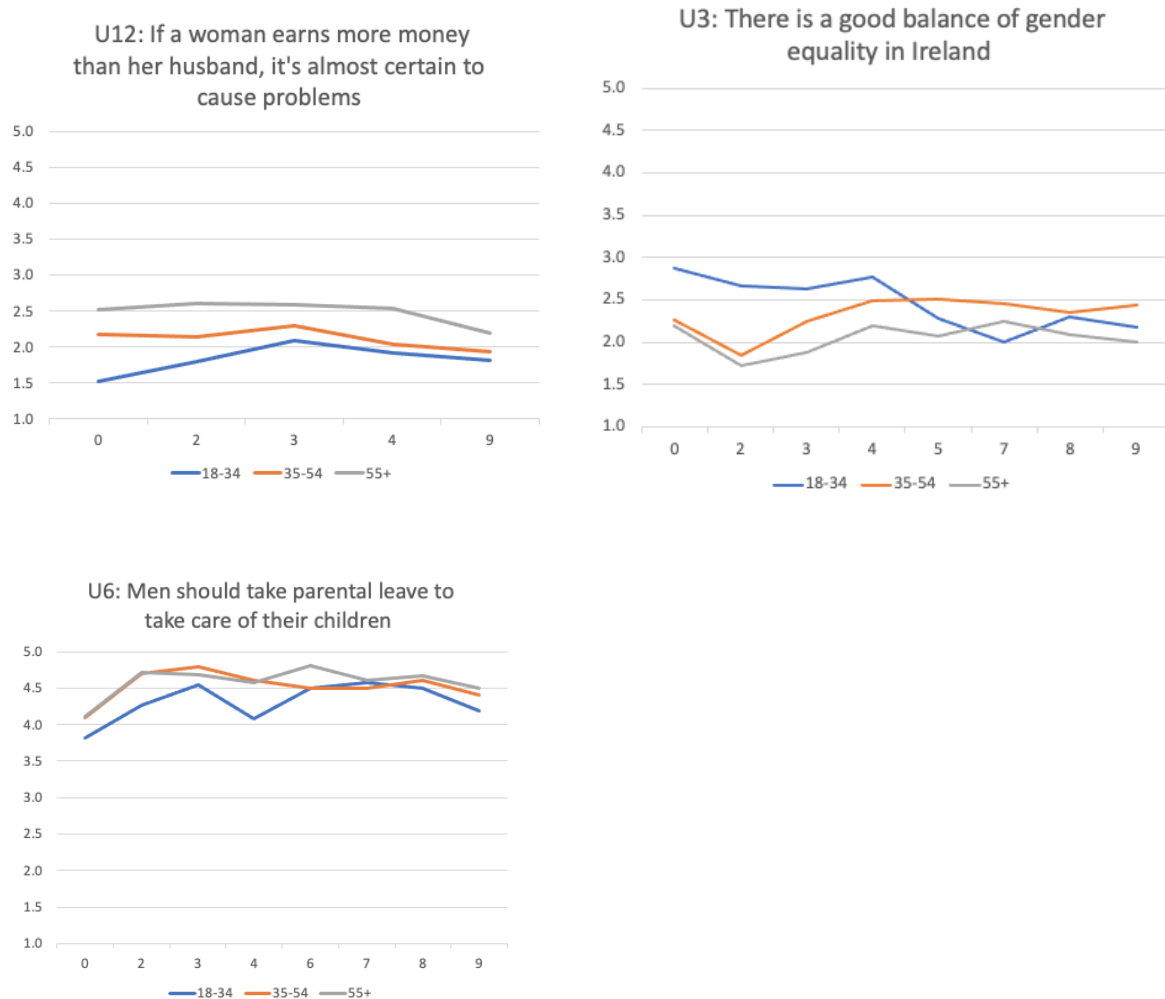 U12: If a woman earns more money
than her husband, it's almost certain to
cause problems
5.0
4.5
4.0
3.5
3.0
2.5
2.0
1.5
1.0
0 2 3 4 9
18-34 35-54 55+
U3: There is a good balance of gender
equality in Ireland
5.0
4.5
4.0
3.5
3.0
2.5
2.0
1.5
1.0
0 2 3 4 5 7 8 9
18-34 35-54 55+
U6: Men should take parental leave to
take care of their children
5.0
4.5
4.0
3.5
3.0
2.5
2.0
1.5
1.0
0 2 3 4 6 7 8 9
18-34 35-54 55+